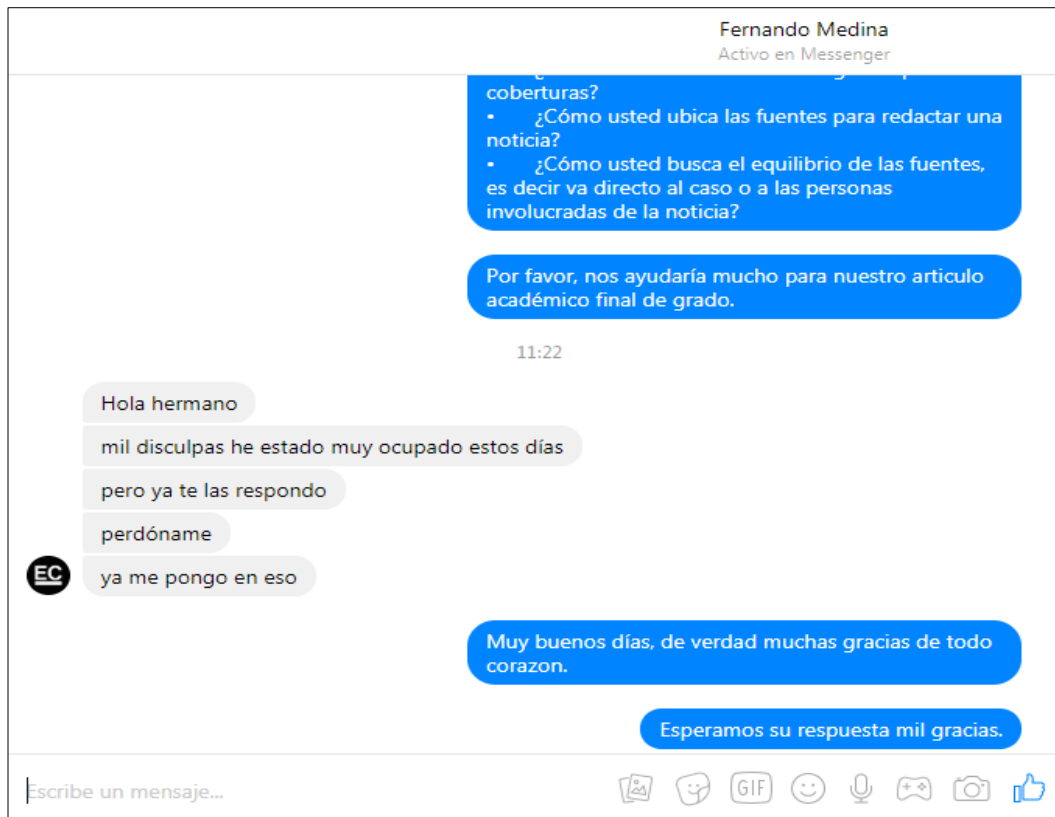 Fernando Medina
Activo en Messenger
coberturas?
• ¿Cómo usted ubica las fuentes para redactar una
noticia?
• ¿Cómo usted busca el equilibrio de las fuentes,
es decir va directo al caso o a las personas
involucradas de la noticia?
Por favor, nos ayudaría mucho para nuestro articulo
académico final de grado.
11:22
Hola hermano
mil disculpas he estado muy ocupado estos días
pero ya te las respondo
perdóname
EC
ya me pongo en eso
Muy buenos días, de verdad muchas gracias de todo
corazon.
Esperamos su respuesta mil gracias.
Escribe un mensaje...
GIF